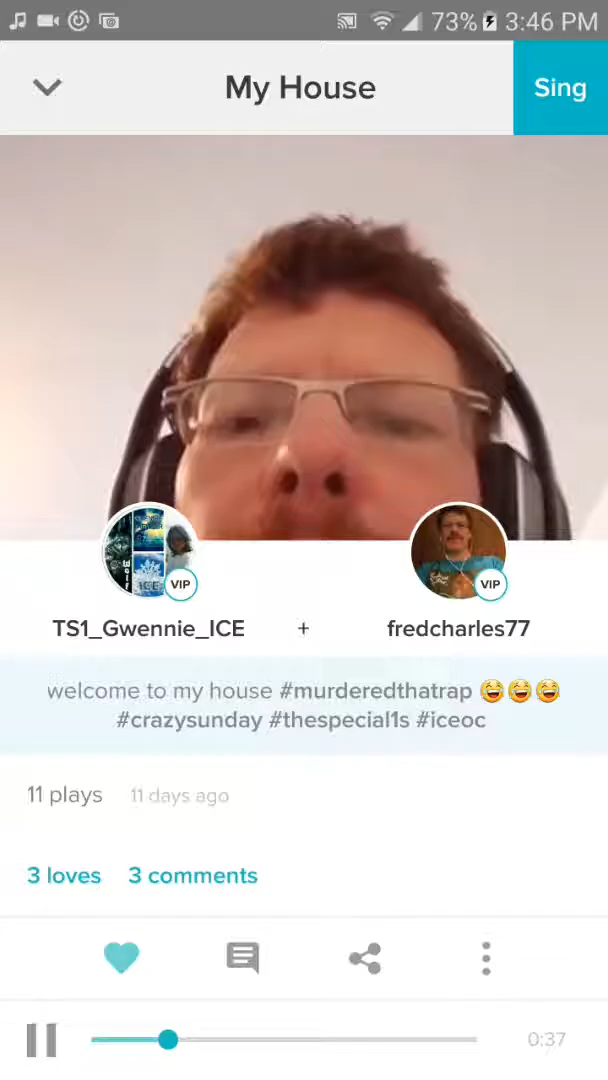 73% 3:46 PM
My House
Sing
ICE
VIP
VIP
TS1_Gwennie_ICE + fredcharles77
welcome to my house #murderedthatrap 😂😂😂
#crazysunday #thespecial1s #iceoc
11 plays 11 days ago
3 loves 3 comments
0:37